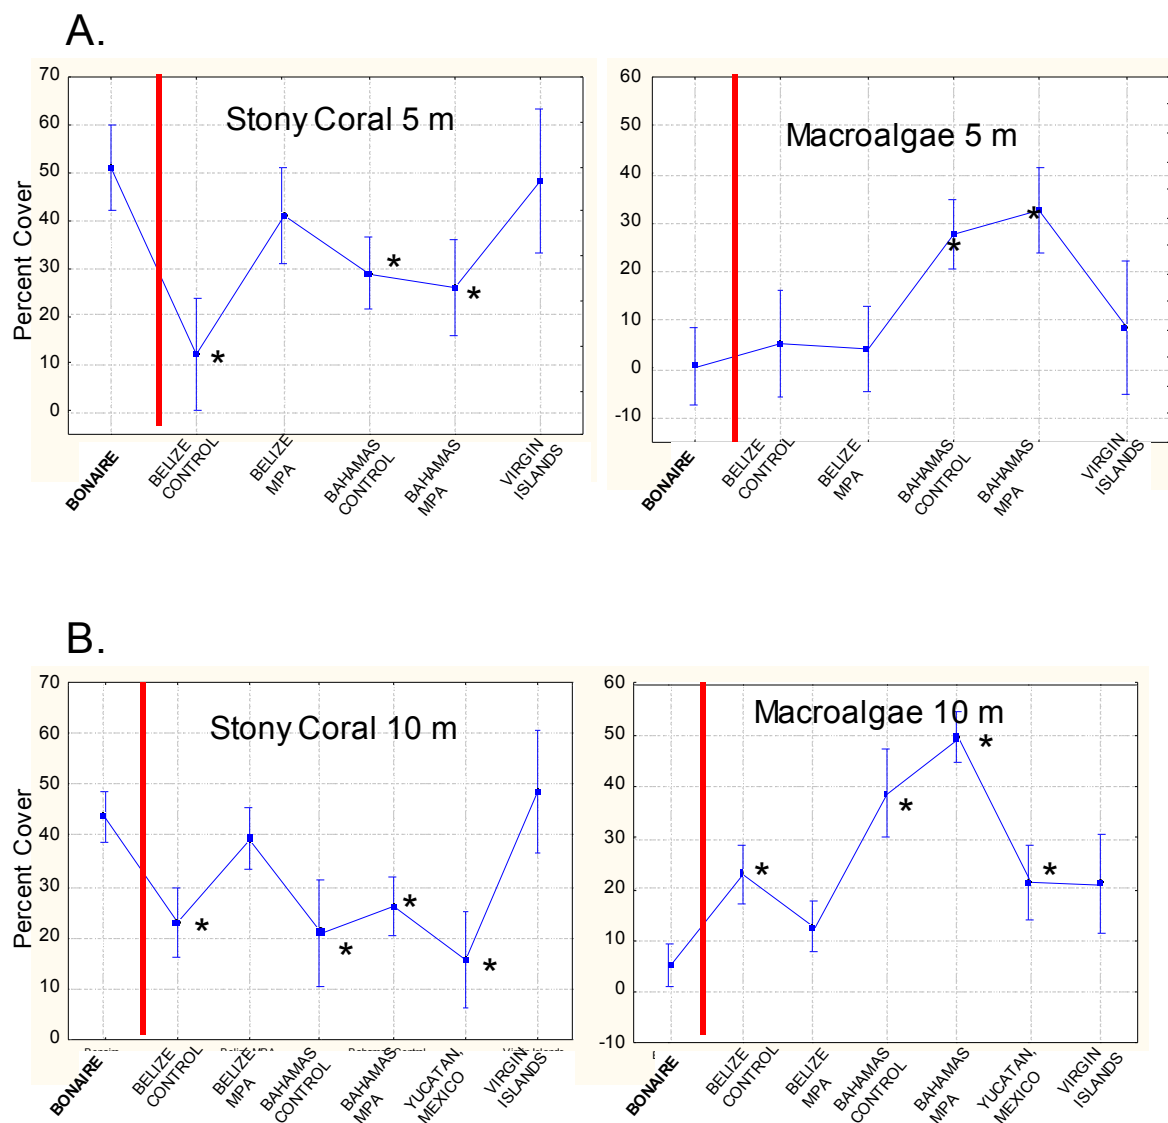 A.
Stony Coral 5 m
Percent Cover
70
60
50
40
30
20
10
0
BONAIRE
BELIZE
CONTROL
BELIZE
MPA
BAHAMAS
CONTROL
BAHAMAS
MPA
VIRGIN
ISLANDS
*
*
*
Macroalgae 5 m
60
50
40
30
20
10
0
-10
BONAIRE
BELIZE
CONTROL
BELIZE
MPA
BAHAMAS
CONTROL
BAHAMAS
MPA
VIRGIN
ISLANDS
*
*
B.
Stony Coral 10 m
Percent Cover
70
60
50
40
30
20
10
0
BONAIRE
BELIZE
CONTROL
BELIZE
MPA
BAHAMAS
CONTROL
BAHAMAS
MPA
YUCATAN,
MEXICO
VIRGIN
ISLANDS
*
*
*
*
Macroalgae 10 m
60
50
40
30
20
10
0
-10
BONAIRE
BELIZE
CONTROL
BELIZE
MPA
BAHAMAS
CONTROL
BAHAMAS
MPA
YUCATAN,
MEXICO
VIRGIN
ISLANDS
*
*
*
*